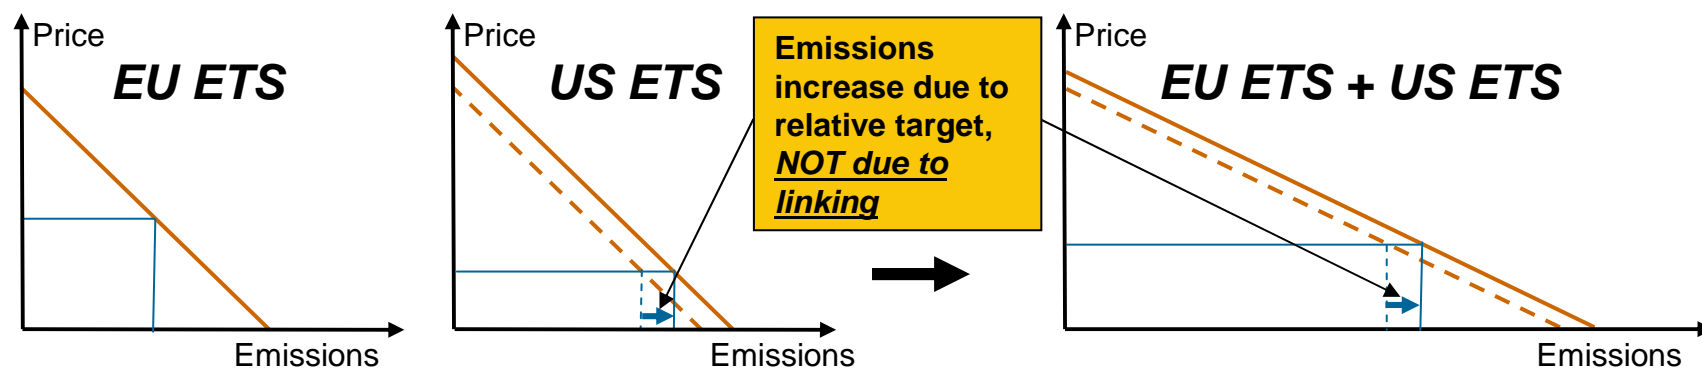 Price
EU ETS
Emissions
Price
US ETS
Emissions
Emissions
increase due to
relative target,
NOT due to
linking
Price
EU ETS + US ETS
Emissions